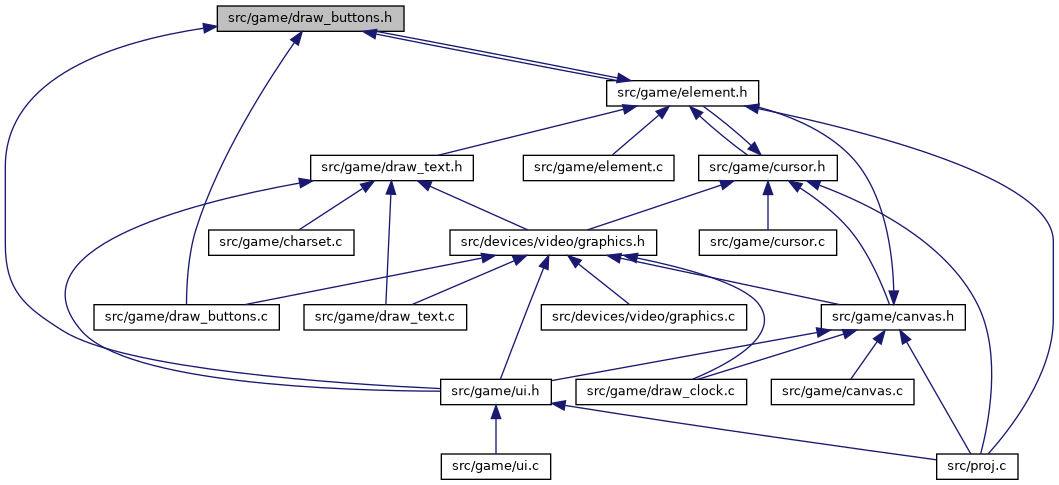 src/game/draw_buttons.h
src/game/element.h
src/game/draw_text.h
src/game/element.c
src/game/cursor.h
src/game/charset.c
src/devices/video/graphics.h
src/game/cursor.c
src/game/draw_buttons.c
src/game/draw_text.c
src/devices/video/graphics.c
src/game/canvas.h
src/game/ui.h
src/game/draw_clock.c
src/game/canvas.c
src/game/ui.c
src/proj.c